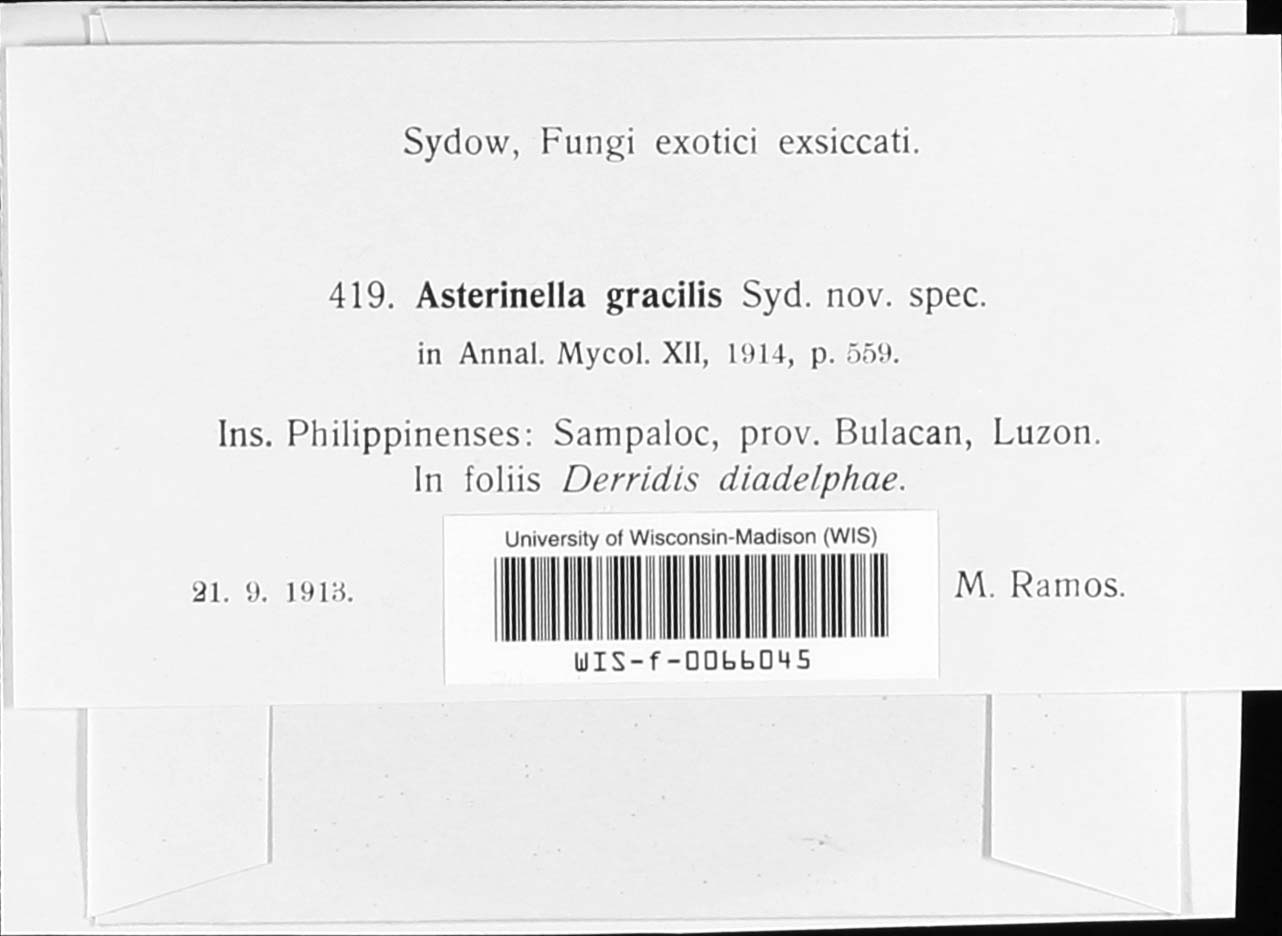 Sydow, Fungi exotici exsiccati.
419. Asterinella gracilis Syd. nov. spec.
in Annal. Mycol. XII, 1914, p. 559.
Ins. Philippinenses: Sampaloc, prov. Bulacan, Luzon.
In foliis Derridis diadelphae.
21. 9. 1913.
M. Ramos.
University of Wisconsin-Madison (WIS)
WIS-f-0066045